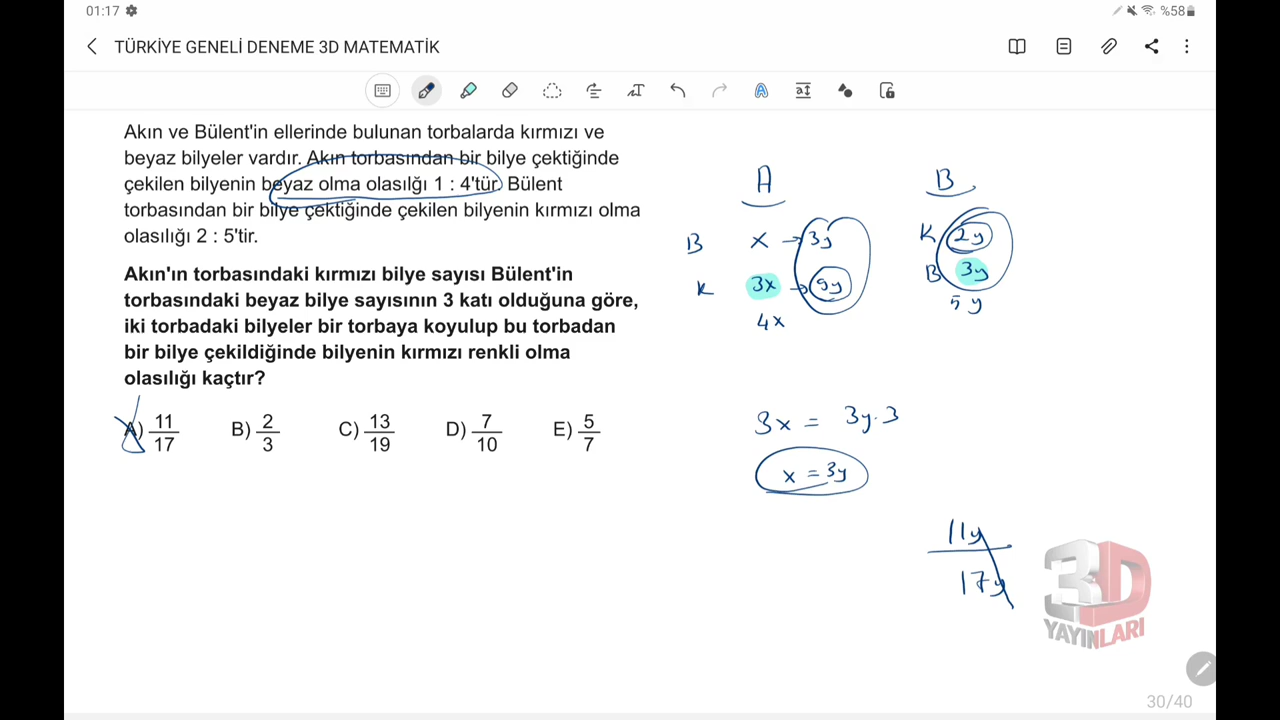 01:17 %58
TÜRKİYE GENELİ DENEME 3D MATEMATİK
Akın ve Bülent'in ellerinde bulunan torbalarda kırmızı ve
beyaz bilyeler vardır. Akın torbasından bir bilye çektiğinde
çekilen bilyenin beyaz olma olasılğı 1 : 4'tür. Bülent
torbasından bir bilye çektiğinde çekilen bilyenin kırmızı olma
olasılığı 2 : 5'tir.
Akın'ın torbasındaki kırmızı bilye sayısı Bülent'in
torbasındaki beyaz bilye sayısının 3 katı olduğuna göre,
iki torbadaki bilyeler bir torbaya koyulup bu torbadan
bir bilye çekildiğinde bilyenin kırmızı renkli olma
olasılığı kaçtır?
A) 11/17 B) 2/3 C) 13/19 D) 7/10 E) 5/7
A B
B x → 3y K 2y
K 3x → 9y B 3y
4x 5y
3x = 3y.3
x = 3y
11y
17y
3D
YAYINLARI
30/40